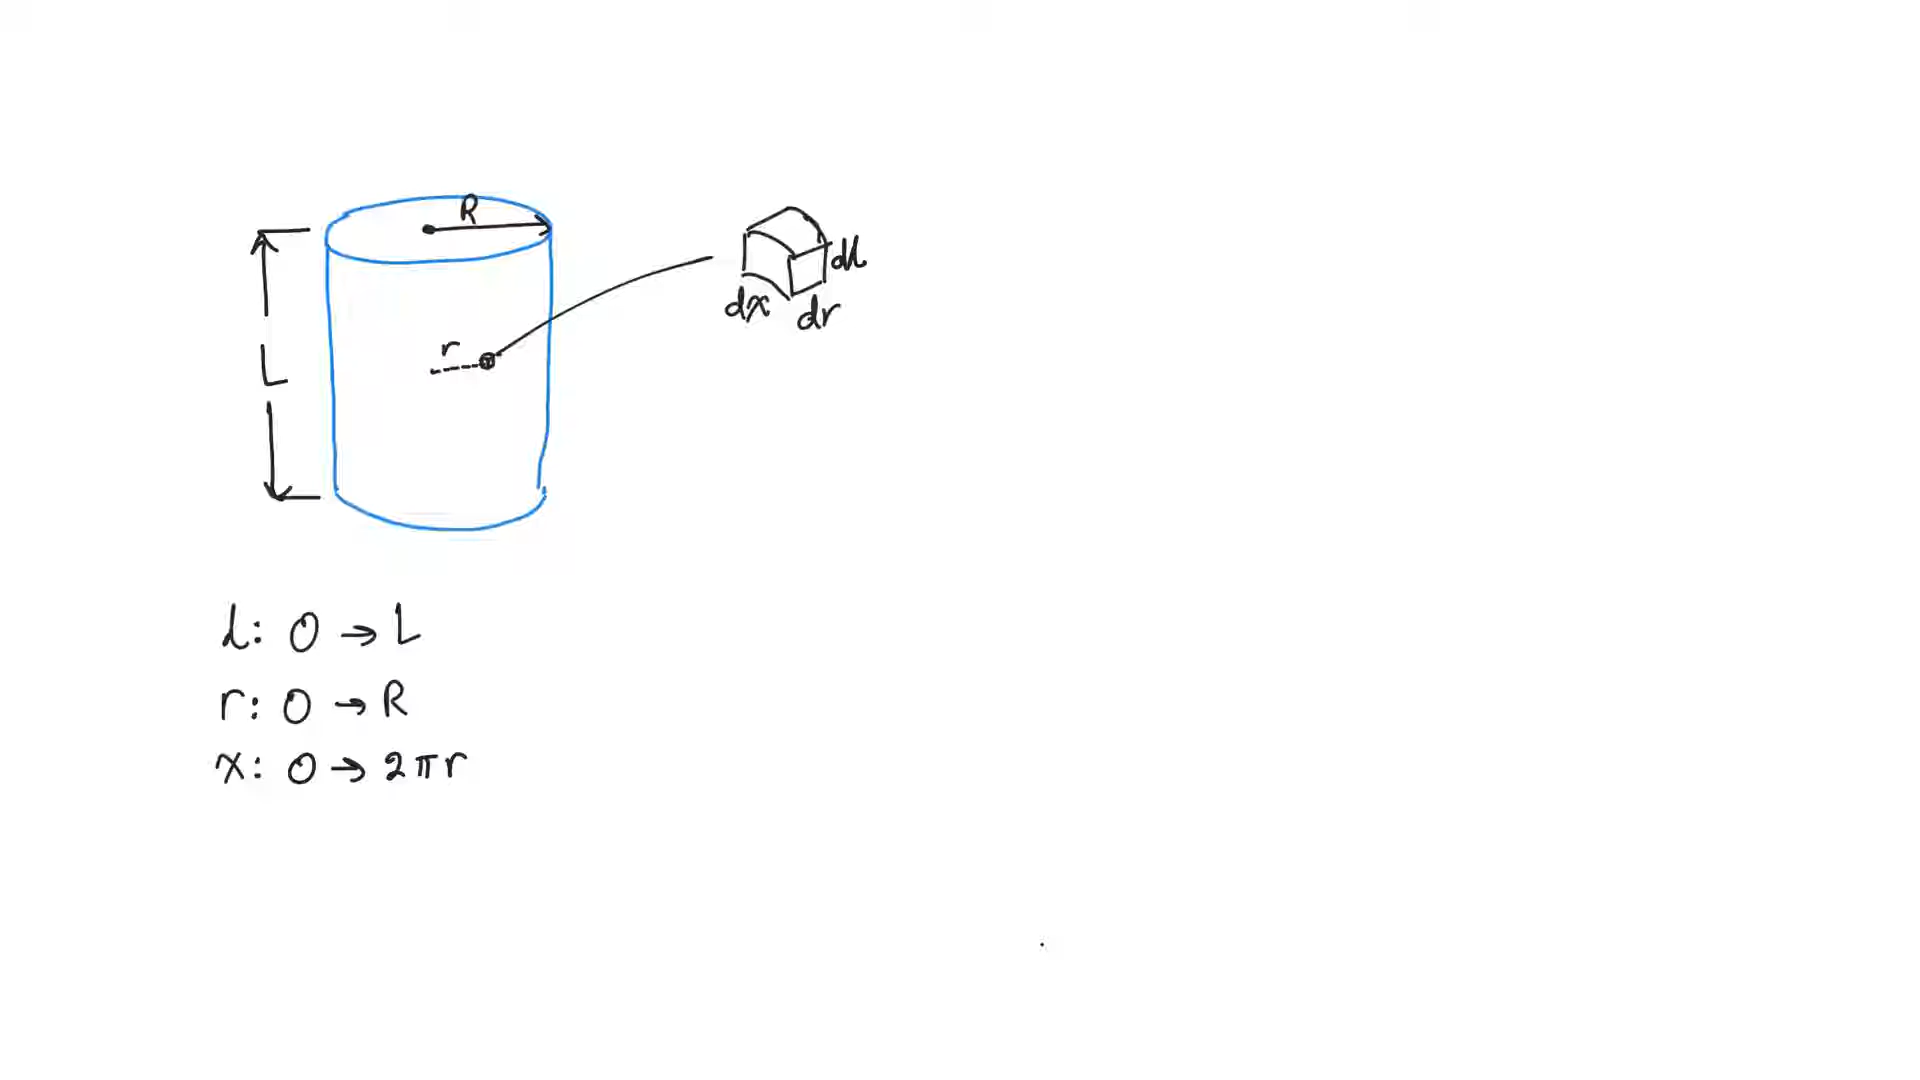 R
dl
dx dr
r
L
l: 0 → L
r: 0 → R
x: 0 → 2πr